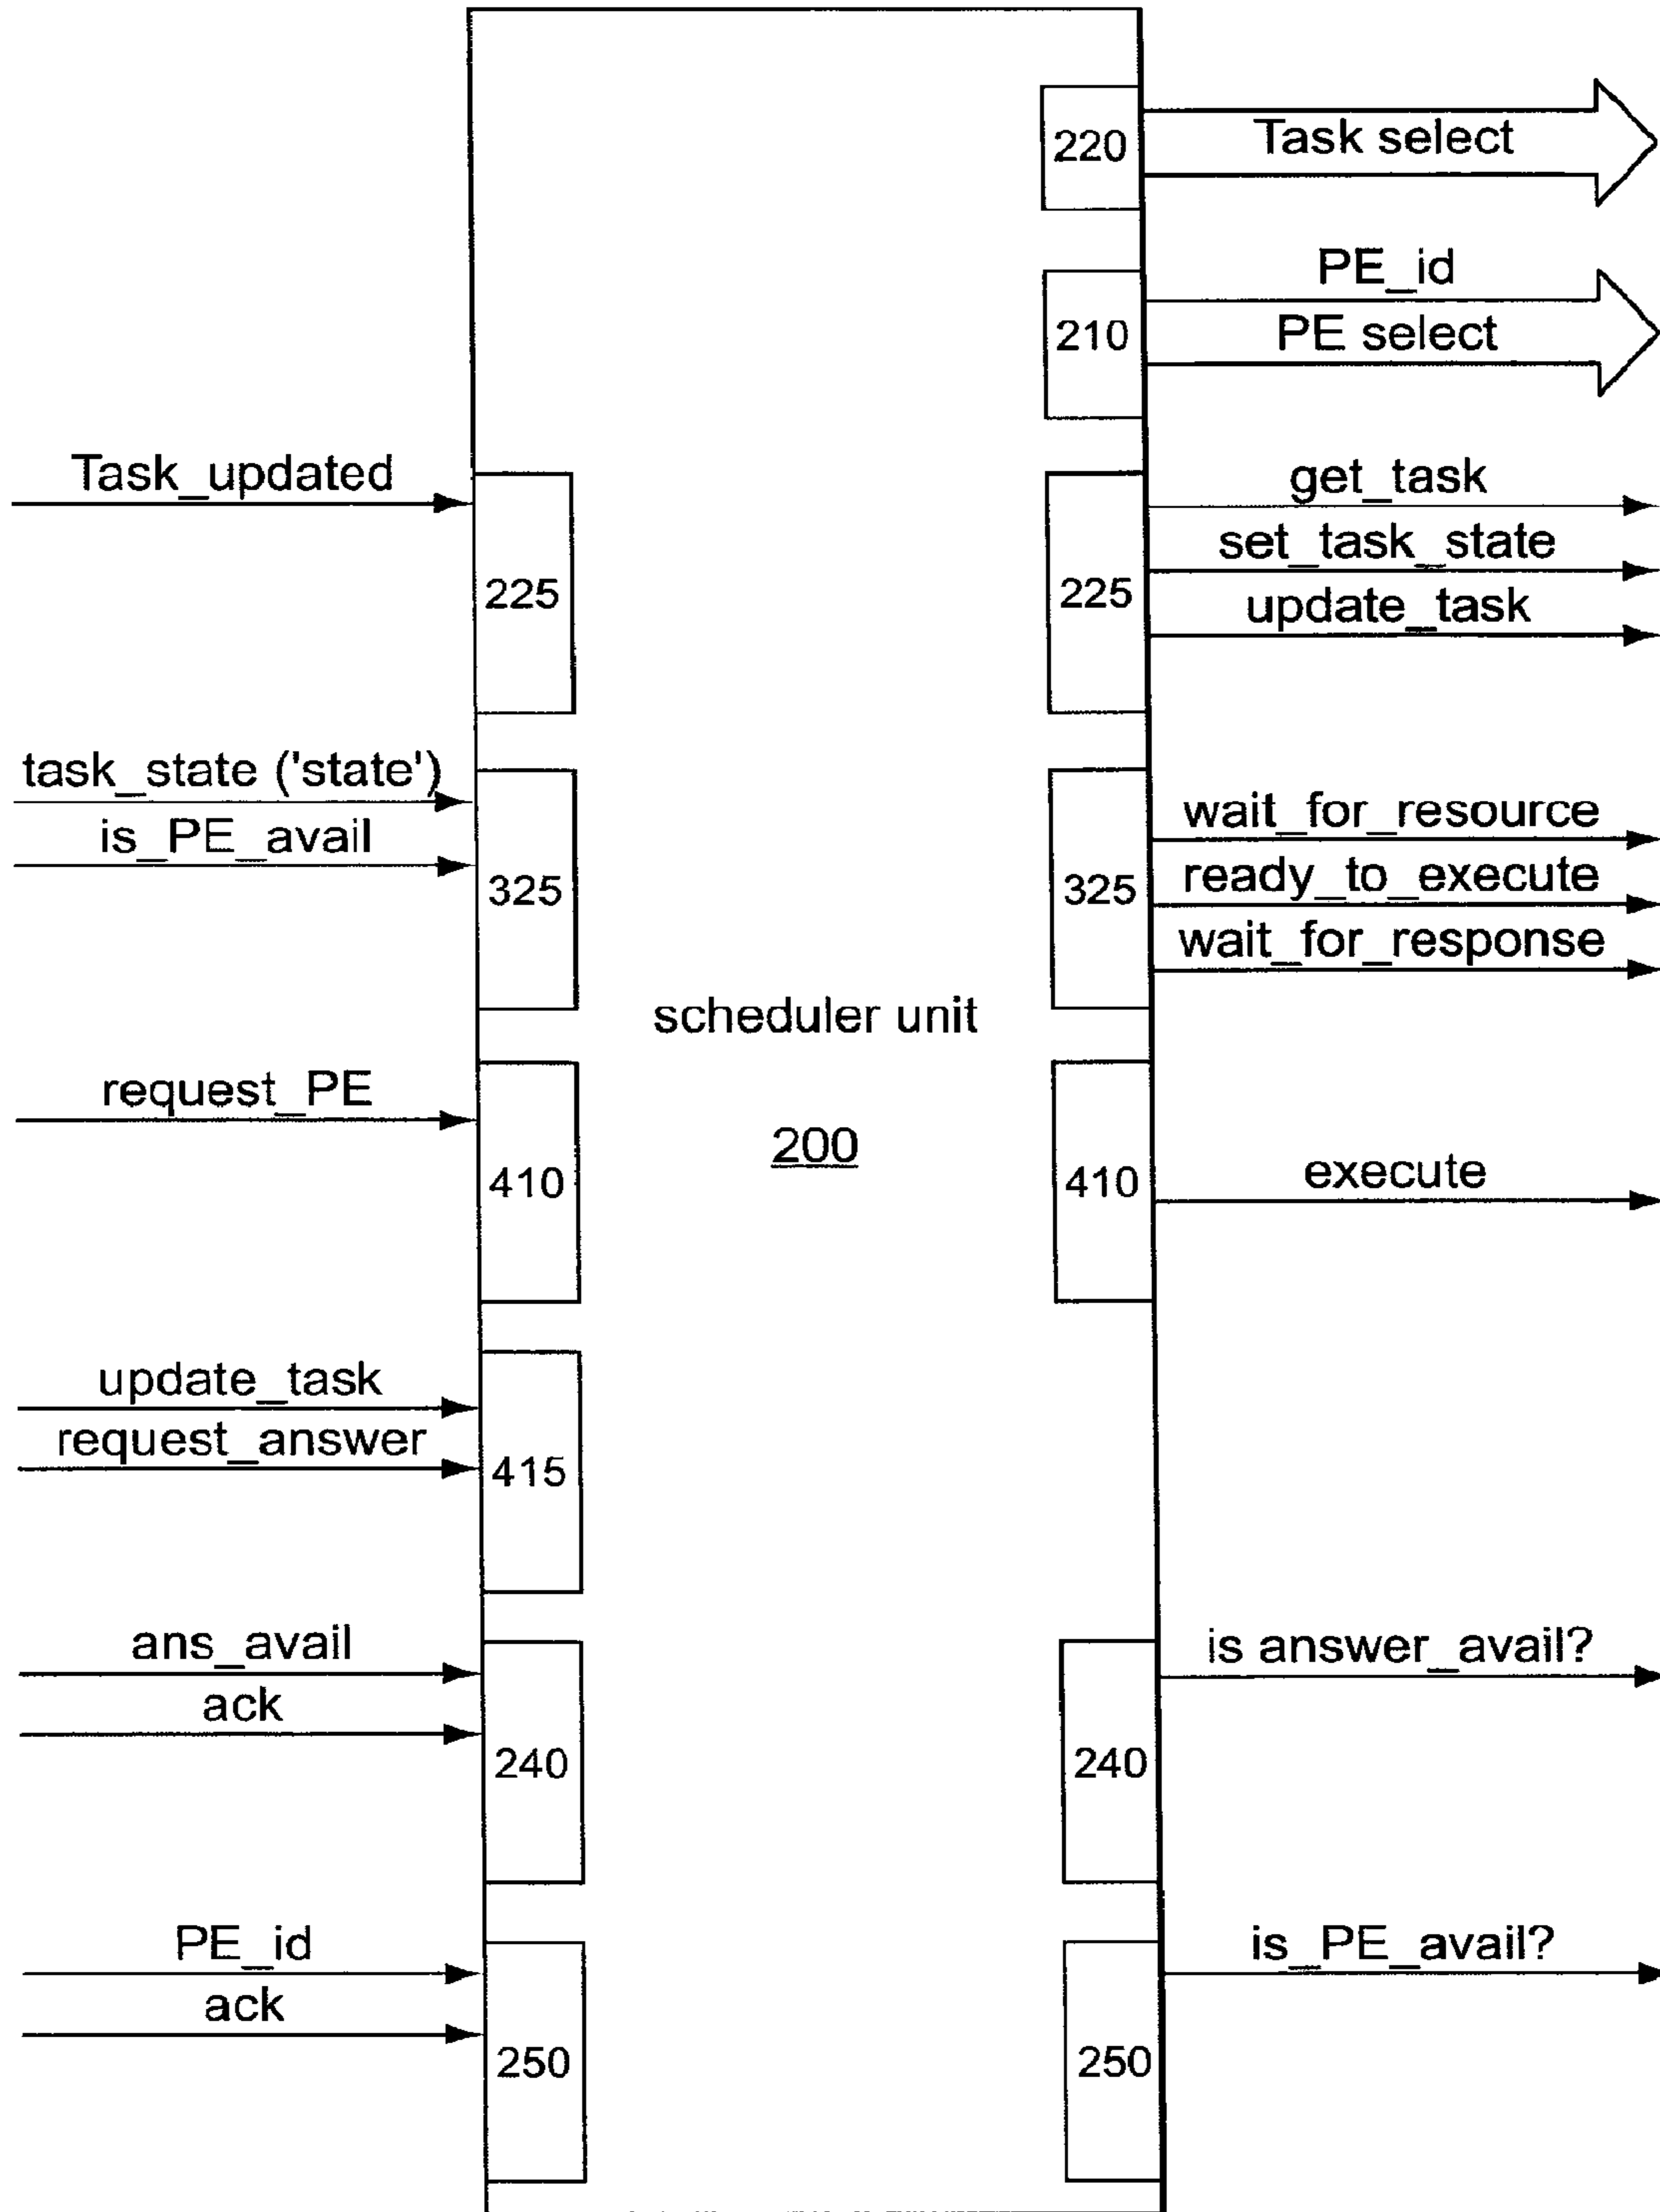 220
Task select
PE_id
210
PE select
Task_updated
get_task
set_task_state
225
225
update_task
task_state ('state')
is_PE_avail
wait_for_resource
325
325
ready_to_execute
wait_for_response
scheduler unit
request_PE
200
410
410
execute
update_task
request_answer
415
ans_avail
is answer_avail?
ack
240
240
PE_id
is_PE_avail?
ack
250
250